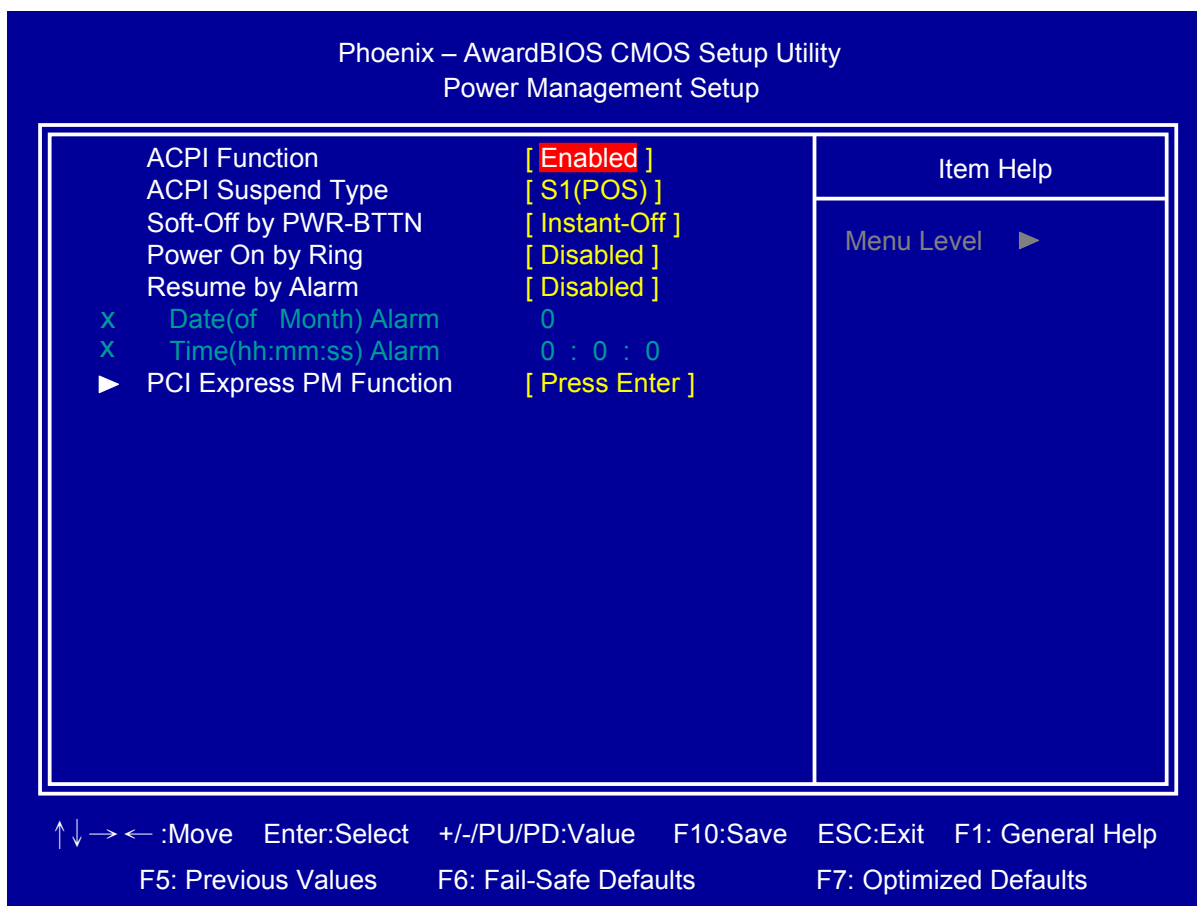 Phoenix – AwardBIOS CMOS Setup Utility
Power Management Setup
ACPI Function [ Enabled ]
ACPI Suspend Type [ S1(POS) ]
Soft-Off by PWR-BTTN [ Instant-Off ]
Power On by Ring [ Disabled ]
Resume by Alarm [ Disabled ]
x Date(of Month) Alarm 0
x Time(hh:mm:ss) Alarm 0 : 0 : 0
► PCI Express PM Function [ Press Enter ]
Item Help
Menu Level ►
↑↓→← :Move Enter:Select +/-/PU/PD:Value F10:Save ESC:Exit F1: General Help
F5: Previous Values F6: Fail-Safe Defaults F7: Optimized Defaults